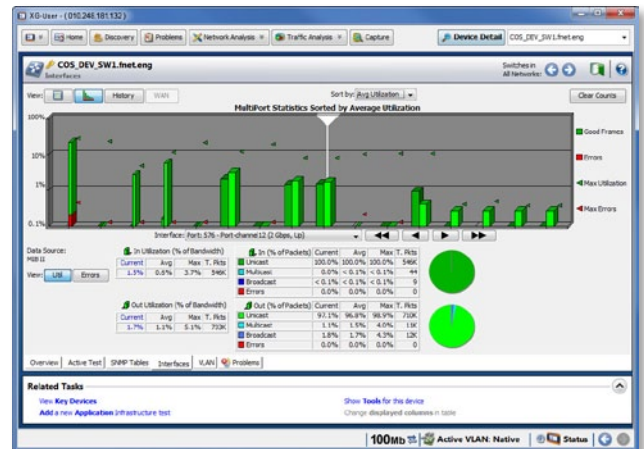 XG-User - (010.248.181.132)
Home Discovery Problems Network Analysis Traffic Analysis Capture Device Detail COS_DEV_SW1.fnet.eng
COS_DEV_SW1.fnet.eng
Interfaces
Switches in
All Networks:
View: History WAN
Sort by: Avg Utilization
Clear Counts
MultiPort Statistics Sorted by Average Utilization
100%
10%
1%
0.1%
Good Frames
Errors
Max Utilization
Max Errors
Interface: Port: 576 - Port-channel12 (2 Gbps, Up)
Data Source:
MIB II
View: Util Errors
In Utilization (% of Bandwidth)
Current Avg Max T. Pkts
1.5% 0.6% 3.7% 546K
In (% of Packets) Current Avg Max T. Pkts
Unicast 100.0% 100.0% 100.0% 546K
Multicast 0.0% < 0.1% < 0.1% 44
Broadcast 0.0% < 0.1% < 0.1% 9
Errors 0.0% 0.0% 0.0% 0
Out Utilization (% of Bandwidth)
Current Avg Max T. Pkts
1.7% 1.1% 5.1% 733K
Out (% of Packets) Current Avg Max T. Pkts
Unicast 97.1% 96.8% 98.9% 710K
Multicast 1.1% 1.5% 4.0% 11K
Broadcast 1.8% 1.7% 4.3% 12K
Errors 0.0% 0.0% 0.0% 0
Overview Active Test SNMP Tables Interfaces VLAN Problems
Related Tasks
View Key Devices
Show Tools for this device
Add a new Application Infrastructure test
Change displayed columns in table
100Mb Active VLAN: Native Status